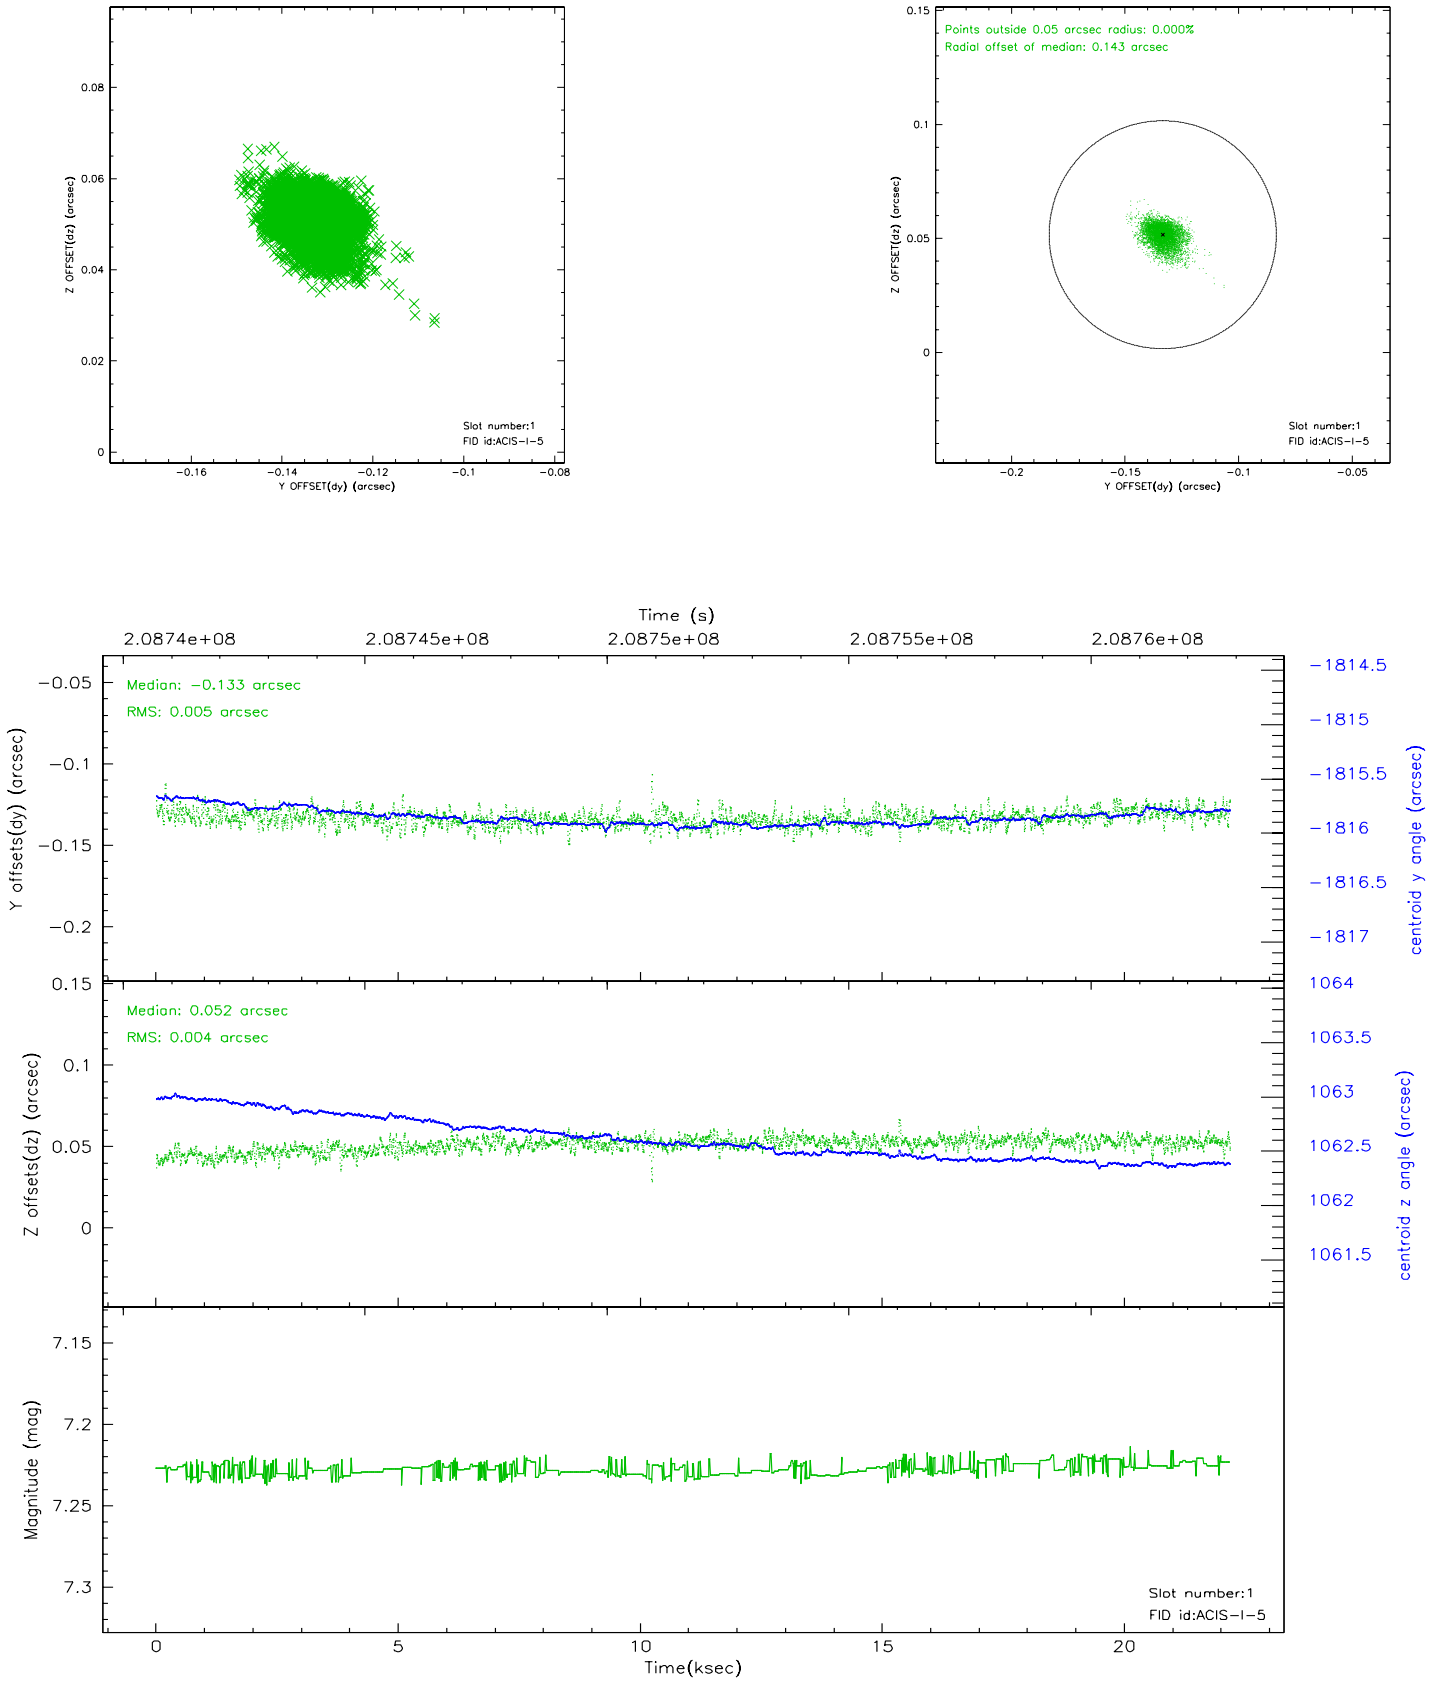 0.08
0.06
0.04
0.02
0
Z OFFSET(dz) (arcsec)
−0.16 −0.14 −0.12 −0.1 −0.08
Y OFFSET(dy) (arcsec)
Slot number:1
FID id:ACIS−I−5
Points outside 0.05 arcsec radius: 0.000%
Radial offset of median: 0.143 arcsec
0.15
0.1
0.05
0
Z OFFSET(dz) (arcsec)
−0.2 −0.15 −0.1 −0.05
Y OFFSET(dy) (arcsec)
Slot number:1
FID id:ACIS−I−5
Time (s)
2.0874e+08 2.08745e+08 2.0875e+08 2.08755e+08 2.0876e+08
Median: −0.133 arcsec
RMS: 0.005 arcsec
−0.05
−0.1
−0.15
−0.2
Y offsets(dy) (arcsec)
−1814.5
−1815
−1815.5
−1816
−1816.5
−1817
centroid y angle (arcsec)
Median: 0.052 arcsec
RMS: 0.004 arcsec
0.15
0.1
0.05
0
Z offsets(dz) (arcsec)
1064
1063.5
1063
1062.5
1062
1061.5
centroid z angle (arcsec)
7.15
7.2
7.25
7.3
Magnitude (mag)
Slot number:1
FID id:ACIS−I−5
0 5 10 15 20
Time(ksec)